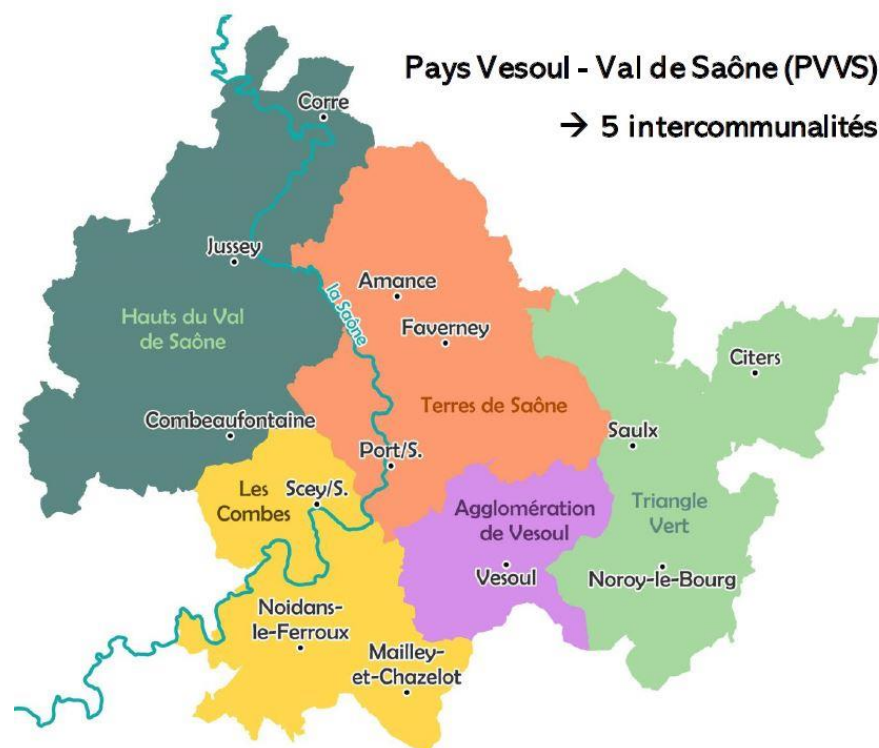 Pays Vesoul - Val de Saône (PVVS)
→ 5 intercommunalités
Corre
Jussey
la Saône
Amance
Faverney
Hauts du Val
de Saône
Citers
Terres de Saône
Combeaufontaine
Saulx
Port/S.
Les
Combes
Scey/S.
Agglomération
de Vesoul
Triangle
Vert
Vesoul
Noroy-le-Bourg
Noidans-
le-Ferroux
Mailley-
et-Chazelot